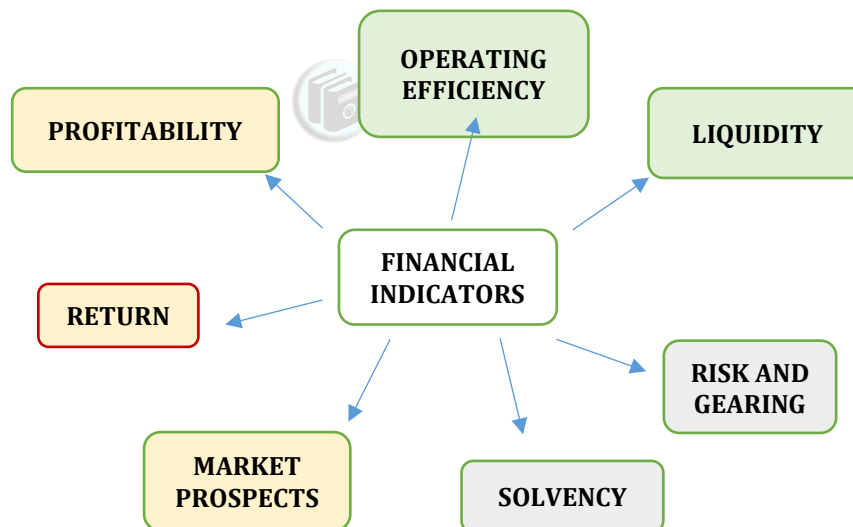 OPERATING
EFFICIENCY
PROFITABILITY
LIQUIDITY
FINANCIAL
INDICATORS
RETURN
RISK AND
GEARING
MARKET
PROSPECTS
SOLVENCY